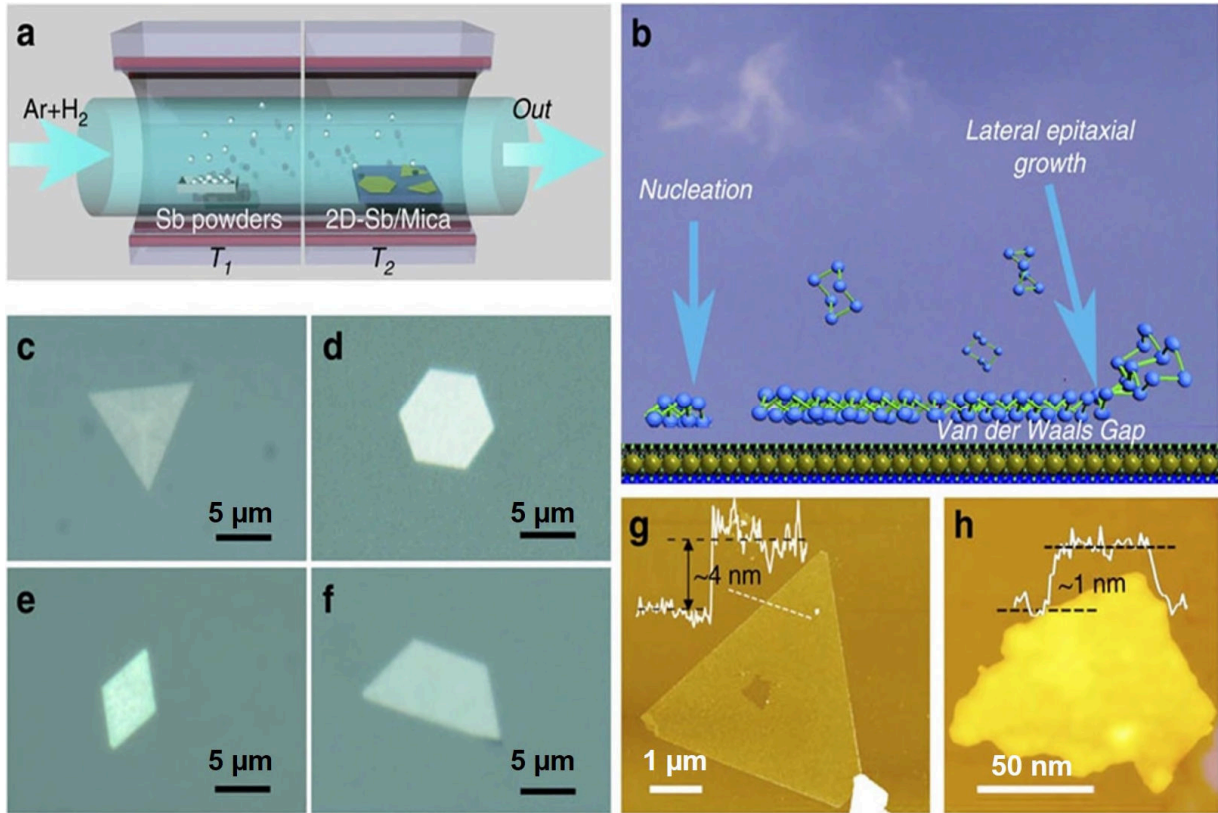 a
Ar+H₂
Out
Sb powders
2D-Sb/Mica
T₁
T₂
b
Nucleation
Lateral epitaxial
growth
Van der Waals Gap
c
5 µm
d
5 µm
e
5 µm
f
5 µm
g
~4 nm
1 µm
h
~1 nm
50 nm